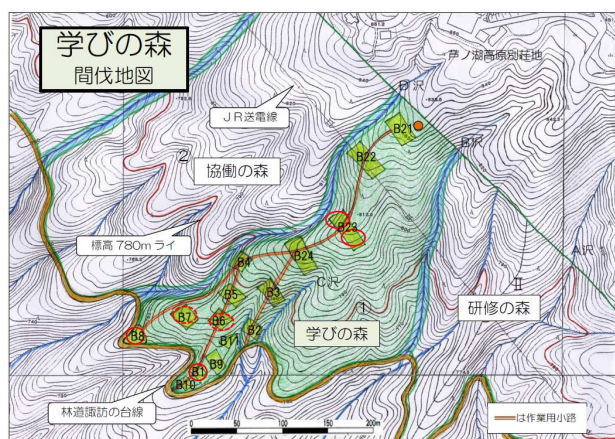 学びの森
間伐地図
芦ノ湖高原別荘地
D沢
B21
B沢
JR送電線
B22
2
協働の森
B23
A沢
標高780mライ
B4
B24
C沢
Ⅱ
B5
B3
研修の森
①
B7
B6
学びの森
B8
B2
B11
B9
B1
B10
林道諏訪の台線
0
50
100
200m
は作業用小路